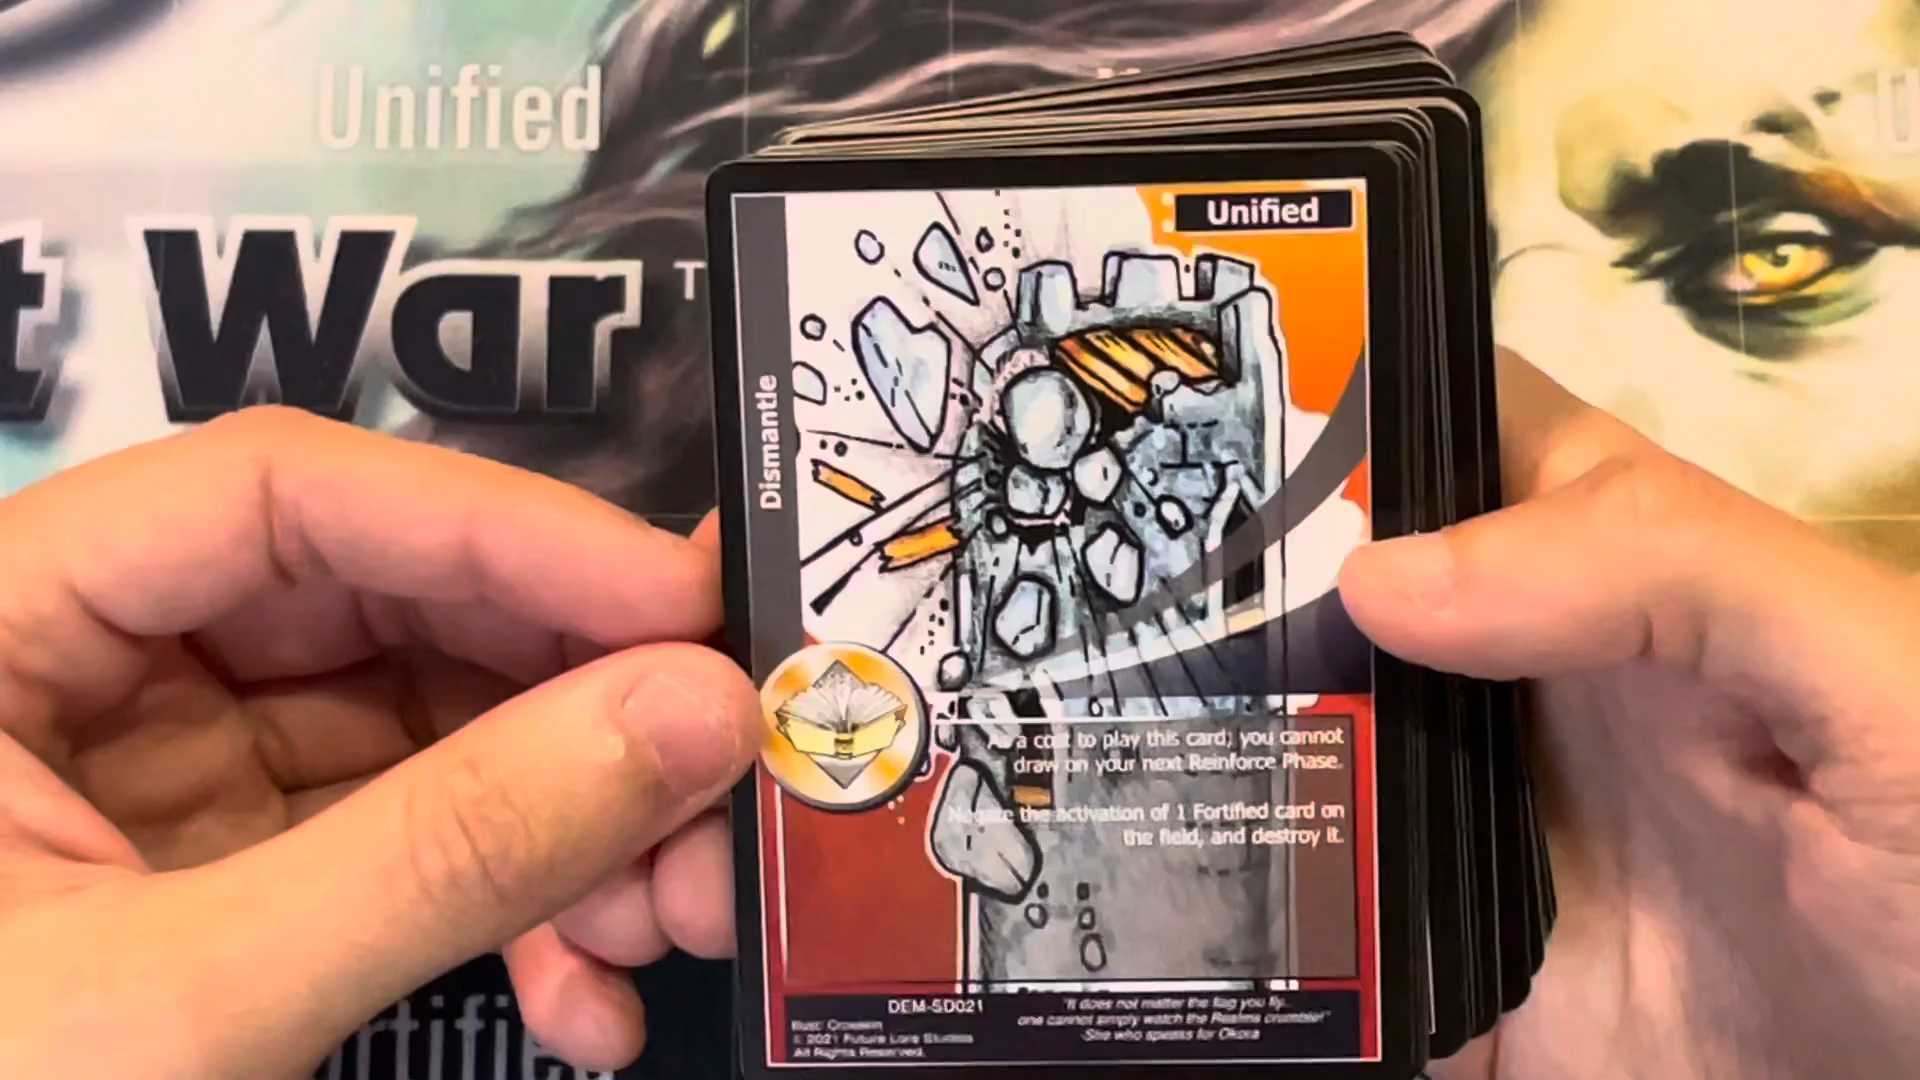 Unified
t War T
Unified
Dismantle
As a cost to play this card; you cannot
draw on your next Reinforce Phase.
Negate the activation of 1 Fortified card on
the field, and destroy it.
DEM-SD021
Illust: Crosson
© 2021 Future Lore Studios
All Rights Reserved.
"It does not matter the flag you fly...
one cannot simply watch the Realms crumble!"
-She who speaks for Okora
ortified